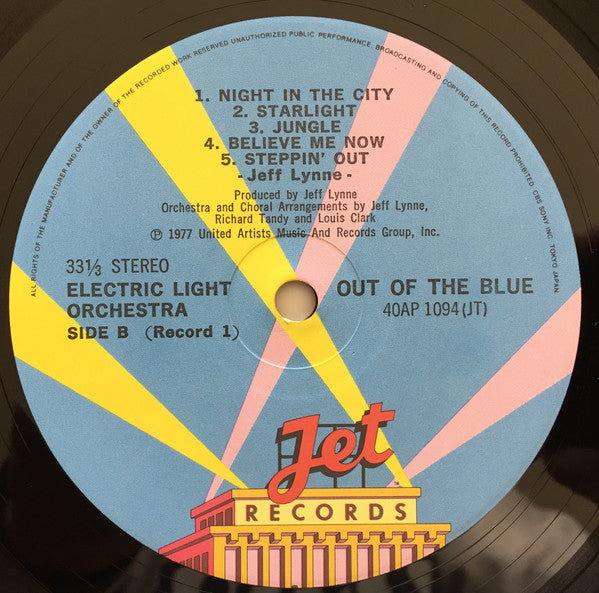 ALL RIGHTS OF THE MANUFACTURER AND OF THE OWNER OF THE RECORDED WORK RESERVED UNAUTHORIZED PUBLIC PERFORMANCE, BROADCASTING AND COPYING OF THIS RECORD PROHIBITED. CBS SONY INC. TOKYO JAPAN.
1. NIGHT IN THE CITY
2. STARLIGHT
3. JUNGLE
4. BELIEVE ME NOW
5. STEPPIN' OUT
- Jeff Lynne -
Produced by Jeff Lynne
Orchestra and Choral Arrangements by Jeff Lynne,
Richard Tandy and Louis Clark
℗ 1977 United Artists Music And Records Group, Inc.
33⅓ STEREO
ELECTRIC LIGHT
ORCHESTRA
SIDE B (Record 1)
OUT OF THE BLUE
40AP 1094(JT)
Jet
TM
RECORDS